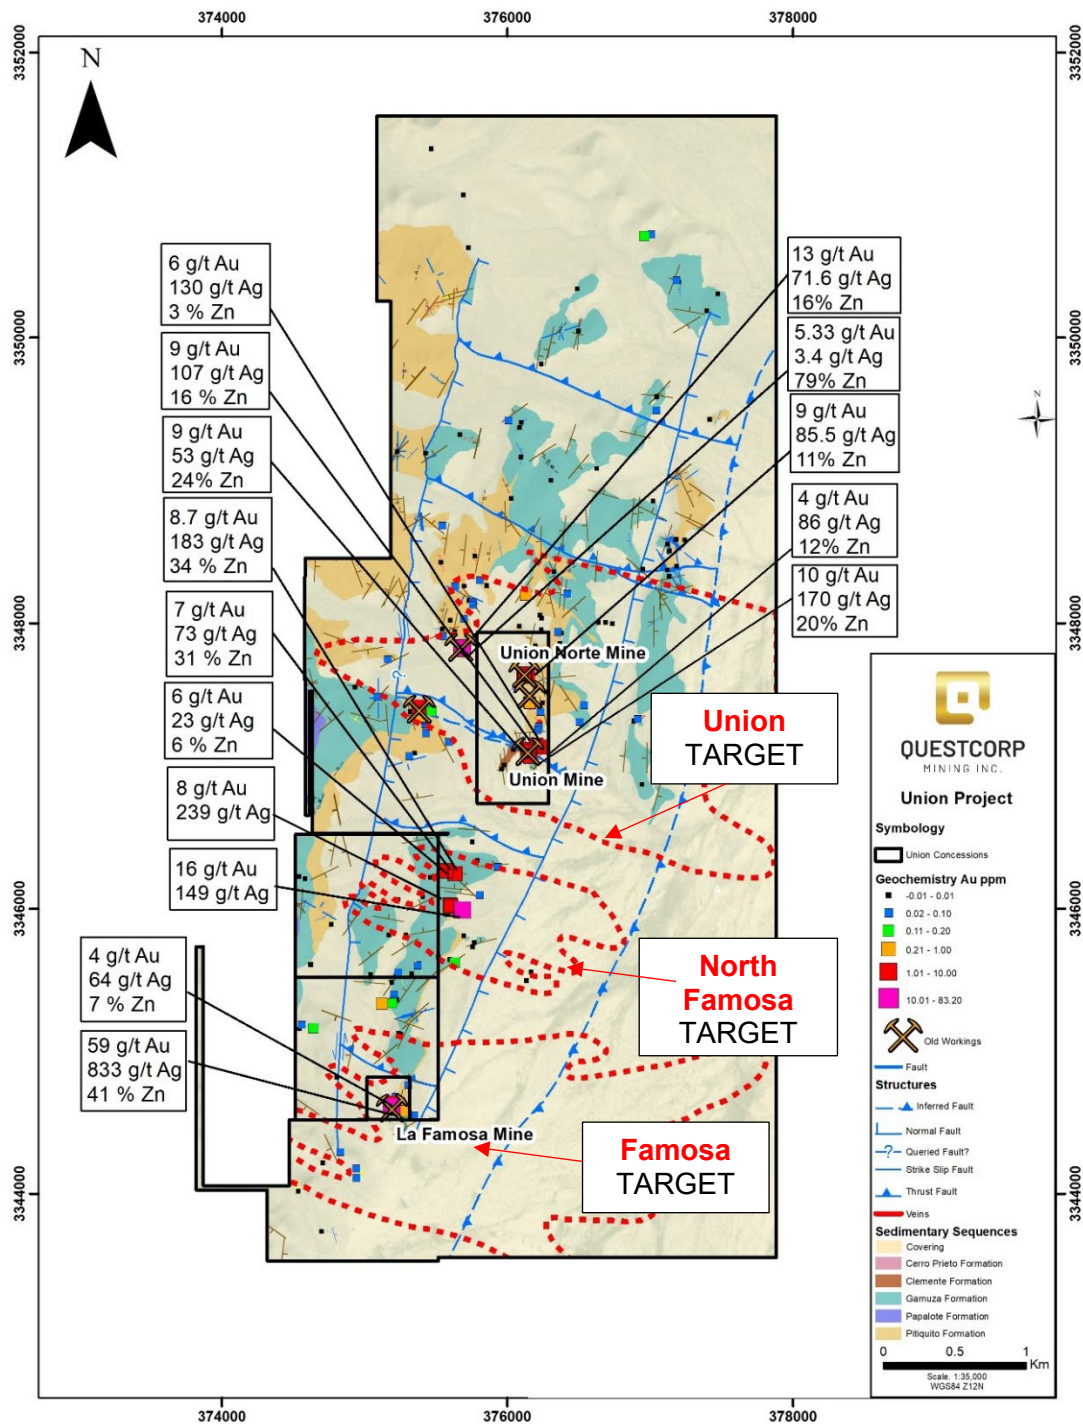 374000
376000
378000
3352000
3352000
N
6 g/t Au
130 g/t Ag
3 % Zn
13 g/t Au
71.6 g/t Ag
16% Zn
3350000
3350000
9 g/t Au
107 g/t Ag
16 % Zn
5.33 g/t Au
3.4 g/t Ag
79% Zn
N
9 g/t Au
53 g/t Ag
24% Zn
9 g/t Au
85.5 g/t Ag
11% Zn
8.7 g/t Au
183 g/t Ag
34 % Zn
4 g/t Au
86 g/t Ag
12% Zn
10 g/t Au
170 g/t Ag
20% Zn
7 g/t Au
73 g/t Ag
31 % Zn
3348000
3348000
Union Norte Mine
?
6 g/t Au
23 g/t Ag
6 % Zn
Union
TARGET
Union Mine
8 g/t Au
239 g/t Ag
16 g/t Au
149 g/t Ag
3346000
3346000
North
Famosa
TARGET
4 g/t Au
64 g/t Ag
7 % Zn
59 g/t Au
833 g/t Ag
41 % Zn
La Famosa Mine
Famosa
TARGET
3344000
3344000
QUESTCORP
MINING INC.
Union Project
Symbology
Union Concessions
Geochemistry Au ppm
-0.01 - 0.01
0.02 - 0.10
0.11 - 0.20
0.21 - 1.00
1.01 - 10.00
10.01 - 83.20
Old Workings
Fault
Structures
Inferred Fault
Normal Fault
? Queried Fault?
Strike Slip Fault
Thrust Fault
Veins
Sedimentary Sequences
Covering
Cerro Prieto Formation
Clemente Formation
Gamuza Formation
Papalote Formation
Pitiquito Formation
0 0.5 1
Km
Scale. 1:35,000
WGS84 Z12N
374000
376000
378000